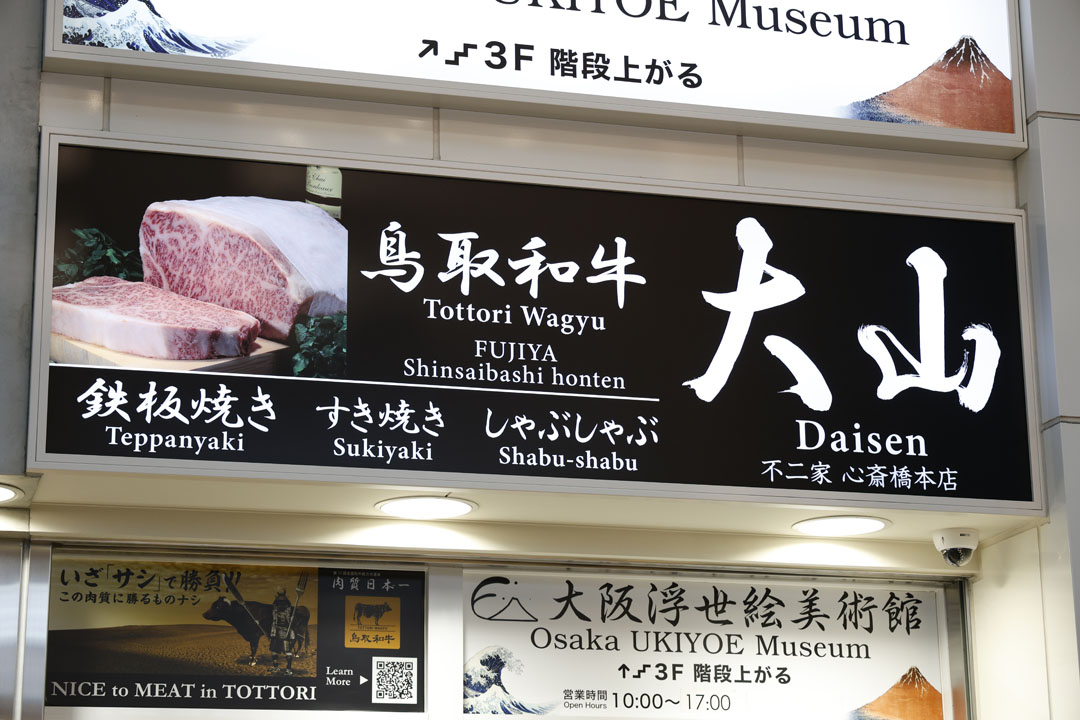 UKIYOE Museum
↗ 3F 階段上がる
鳥取和牛
Tottori Wagyu
FUJIYA
Shinsaibashi honten
鉄板焼き
Teppanyaki
すき焼き
Sukiyaki
しゃぶしゃぶ
Shabu-shabu
大山
Daisen
不二家 心斎橋本店
いざ「サシ」で勝負!!
この肉質に勝るものナシ
NICE to MEAT in TOTTORI
肉質日本一
鳥取和牛
Learn
More
大阪浮世絵美術館
Osaka UKIYOE Museum
↑ 3F 階段上がる
営業時間
Open Hours
10:00~17:00